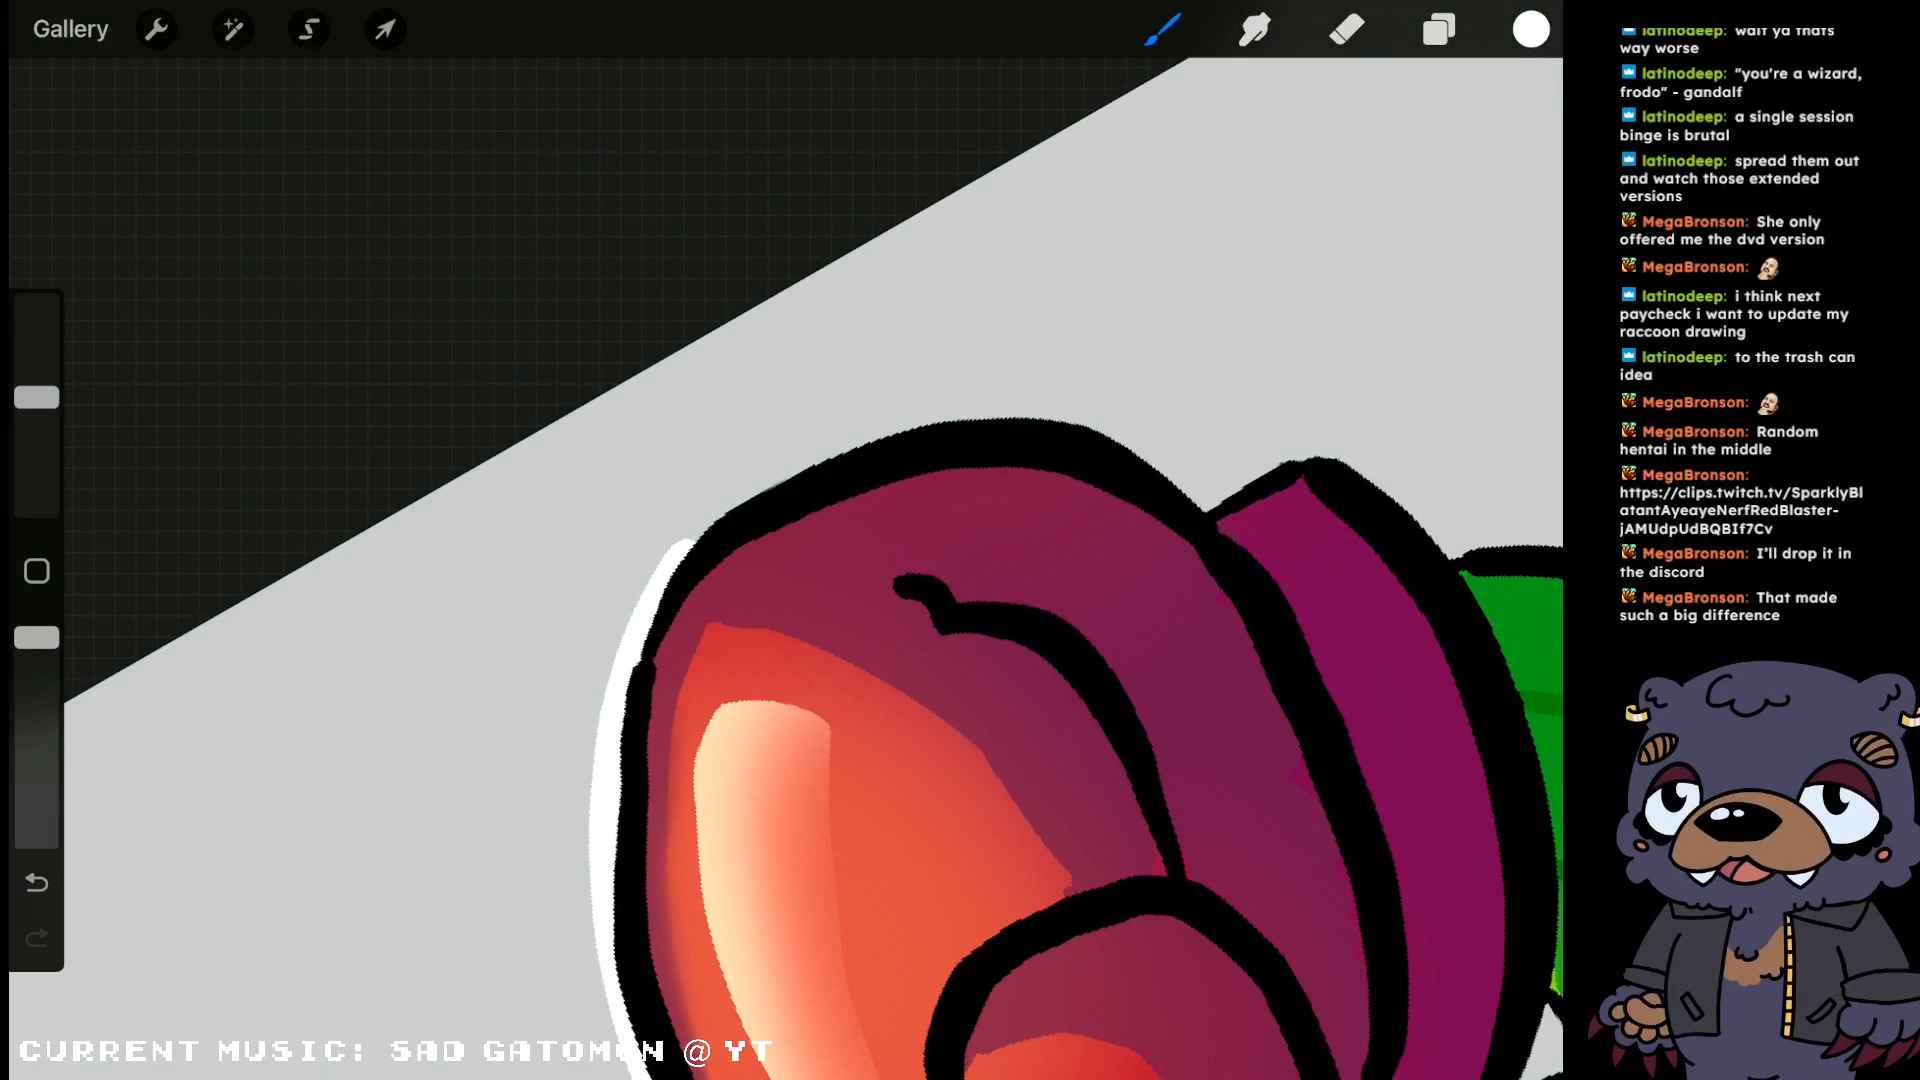 Gallery
latinodeep: wait ya thats
way worse
latinodeep: "you're a wizard,
frodo" - gandalf
latinodeep: a single session
binge is brutal
latinodeep: spread them out
and watch those extended
versions
MegaBronson: She only
offered me the dvd version
MegaBronson:
latinodeep: i think next
paycheck i want to update my
raccoon drawing
latinodeep: to the trash can
idea
MegaBronson:
MegaBronson: Random
hentai in the middle
MegaBronson:
https://clips.twitch.tv/SparklyBl
atantAyeayeNerfRedBlaster-
jAMUdpUdBQBIf7Cv
MegaBronson: I'll drop it in
the discord
MegaBronson: That made
such a big difference
CURRENT MUSIC: SAD GATOMON @ YT